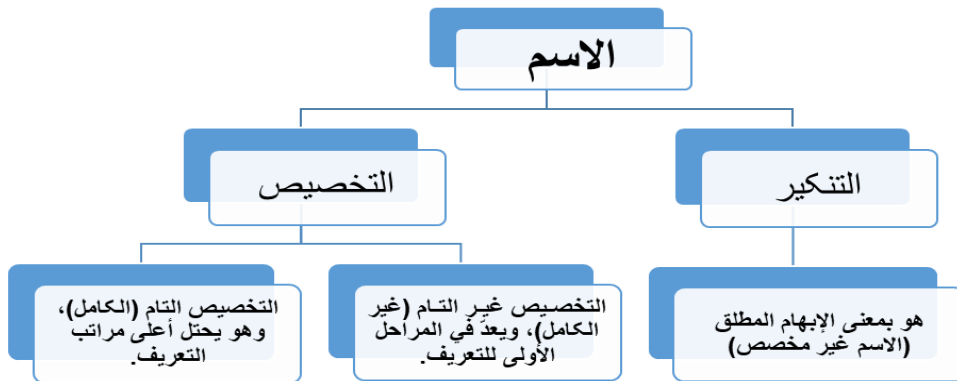 الاسم
التنكير
التخصيص
هو بمعنى الإبهام المطلق
(الاسم غير مخصص)
التخصيص غير التام (غير
الكامل)، ويعدّ في المراحل
الأولى للتعريف.
التخصيص التام (الكامل)،
وهو يحتل أعلى مراتب
التعريف.